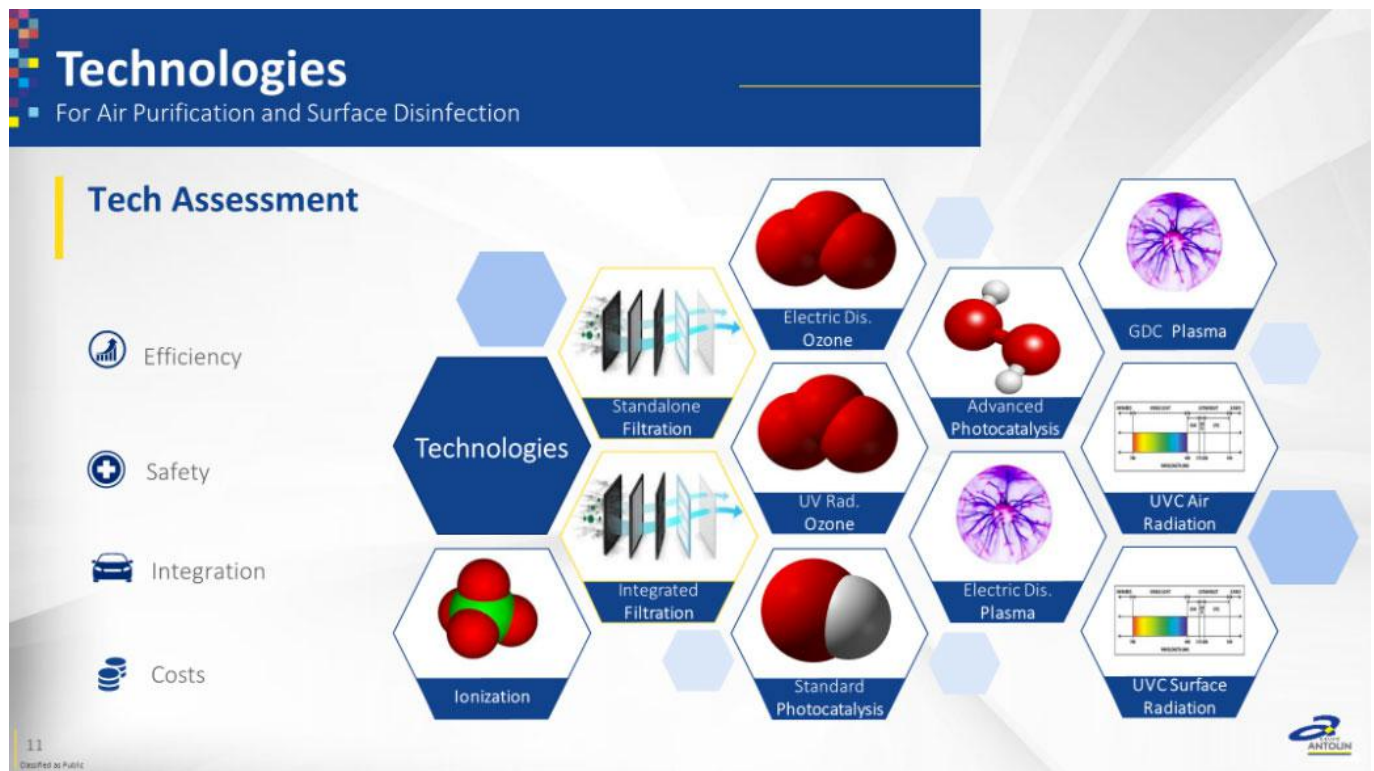 Technologies
For Air Purification and Surface Disinfection
Tech Assessment
Efficiency
Safety
Integration
Costs
Technologies
Standalone
Filtration
Integrated
Filtration
Ionization
Electric Dis.
Ozone
UV Rad.
Ozone
Standard
Photocatalysis
Advanced
Photocatalysis
Electric Dis.
Plasma
GDC Plasma
UVC Air
Radiation
UVC Surface
Radiation
11
Classified as Public
ANTOLIN